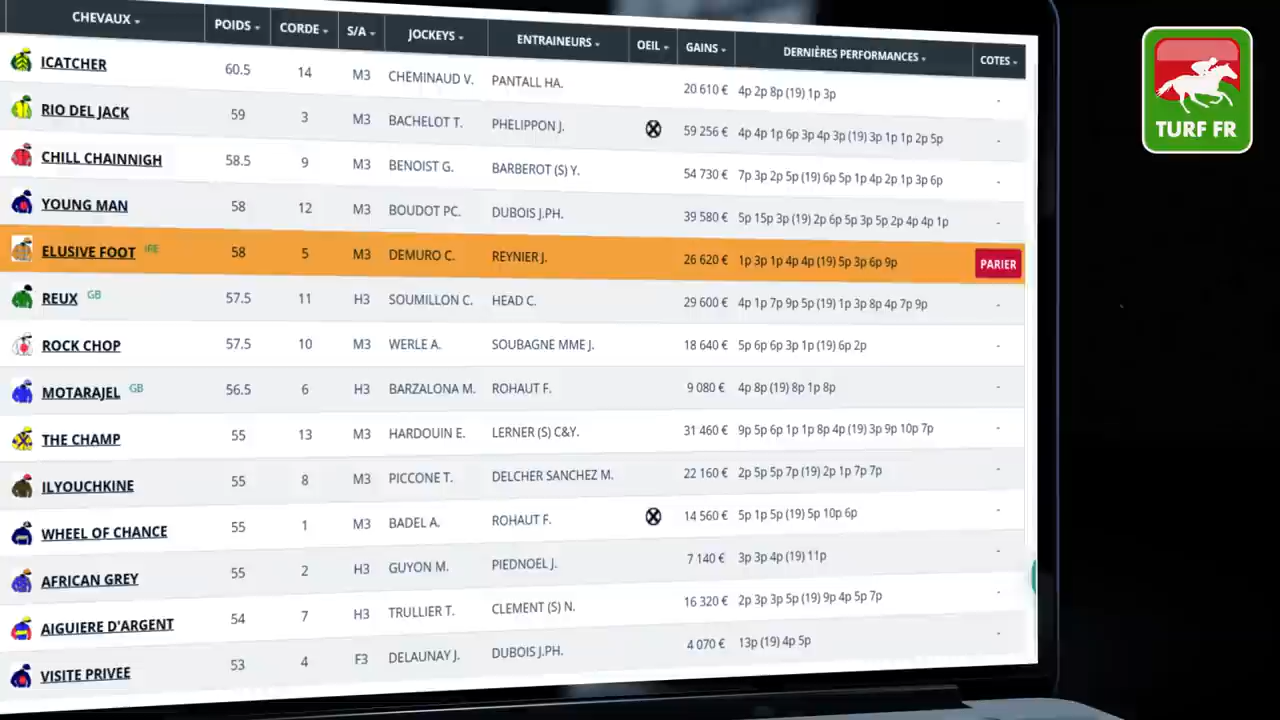 CHEVAUX POIDS CORDE S/A JOCKEYS ENTRAINEURS OEIL GAINS DERNIÈRES PERFORMANCES COTES
ICATCHER 60.5 14 M3 CHEMINAUD V. PANTALL HA. 20 610 € 4p 2p 8p (19) 1p 3p -
RIO DEL JACK 59 3 M3 BACHELOT T. PHELIPPON J. 59 256 € 4p 4p 1p 6p 3p 4p 3p (19) 3p 1p 1p 2p 5p -
CHILL CHAINNIGH 58.5 9 M3 BENOIST G. BARBEROT (S) Y. 54 730 € 7p 3p 2p 5p (19) 6p 5p 1p 4p 2p 1p 3p 6p -
YOUNG MAN 58 12 M3 BOUDOT PC. DUBOIS J.PH. 39 580 € 5p 15p 3p (19) 2p 6p 5p 3p 5p 2p 4p 4p 1p -
ELUSIVE FOOT IRE 58 5 M3 DEMURO C. REYNIER J. 26 620 € 1p 3p 1p 4p 4p (19) 5p 3p 6p 9p PARIER
REUX GB 57.5 11 H3 SOUMILLON C. HEAD C. 29 600 € 4p 1p 7p 9p 5p (19) 1p 3p 8p 4p 7p 9p -
ROCK CHOP 57.5 10 M3 WERLE A. SOUBAGNE MME J. 18 640 € 5p 6p 6p 3p 1p (19) 6p 2p -
MOTARAJEL GB 56.5 6 H3 BARZALONA M. ROHAUT F. 9 080 € 4p 8p (19) 8p 1p 8p -
THE CHAMP 55 13 M3 HARDOUIN E. LERNER (S) C&Y. 31 460 € 9p 5p 6p 1p 1p 8p 4p (19) 3p 9p 10p 7p -
ILYOUCHKINE 55 8 M3 PICCONE T. DELCHER SANCHEZ M. 22 160 € 2p 5p 5p 7p (19) 2p 1p 7p 7p -
WHEEL OF CHANCE 55 1 M3 BADEL A. ROHAUT F. 14 560 € 5p 1p 5p (19) 5p 10p 6p -
AFRICAN GREY 55 2 H3 GUYON M. PIEDNOEL J. 7 140 € 3p 3p 4p (19) 11p -
AIGUIERE D'ARGENT 54 7 H3 TRULLIER T. CLEMENT (S) N. 16 320 € 2p 3p 3p 5p (19) 9p 4p 5p 7p -
VISITE PRIVEE 53 4 F3 DELAUNAY J. DUBOIS J.PH. 4 070 € 13p (19) 4p 5p -
TURF FR